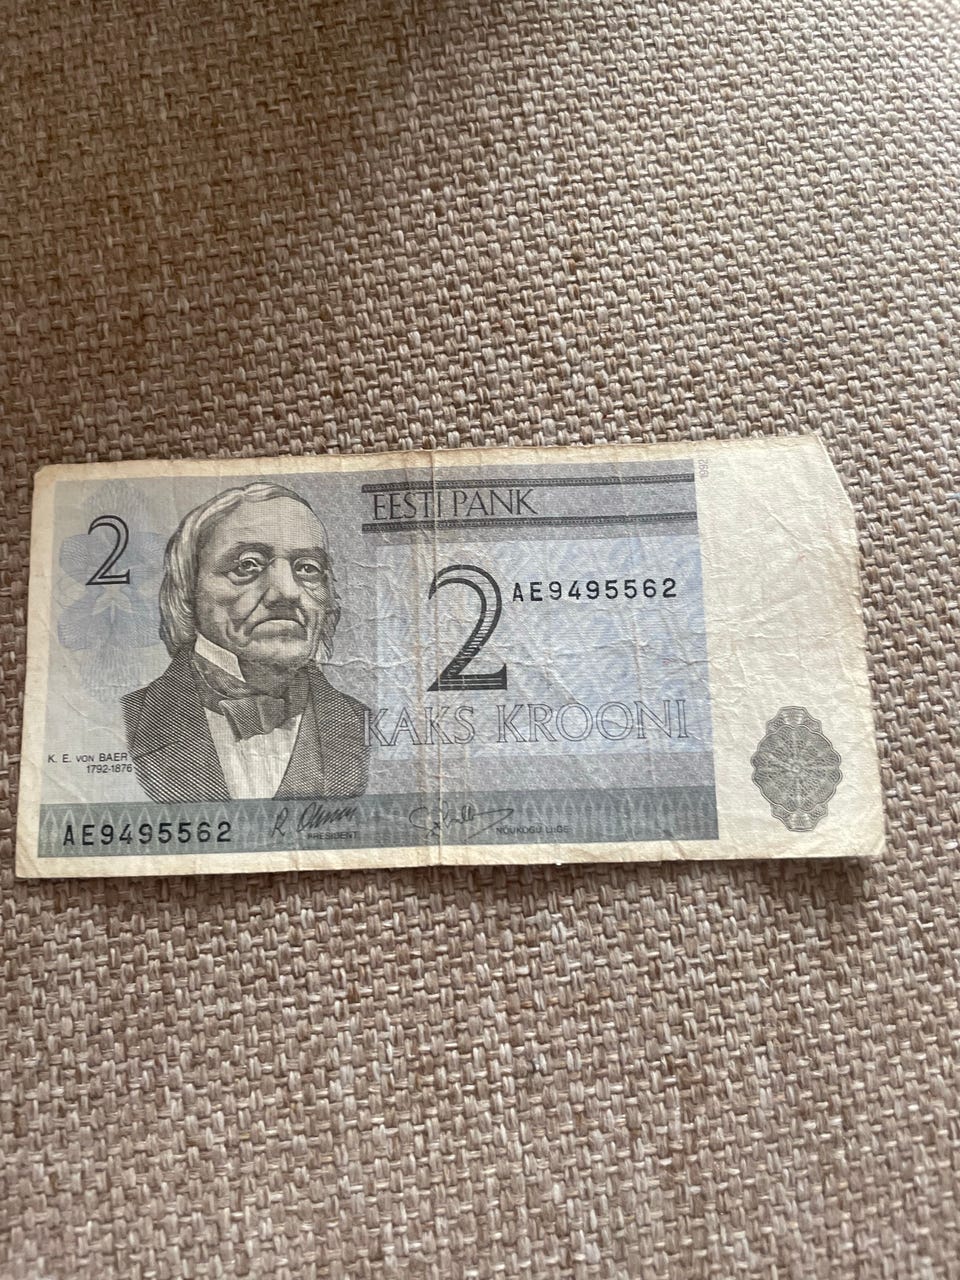 1992
EESTI PANK
2
2
AE9495562
KAKS KROONI
K. E. VON BAER
1792-1876
AE9495562
PRESIDENT
NÕUKOGU LIIGE